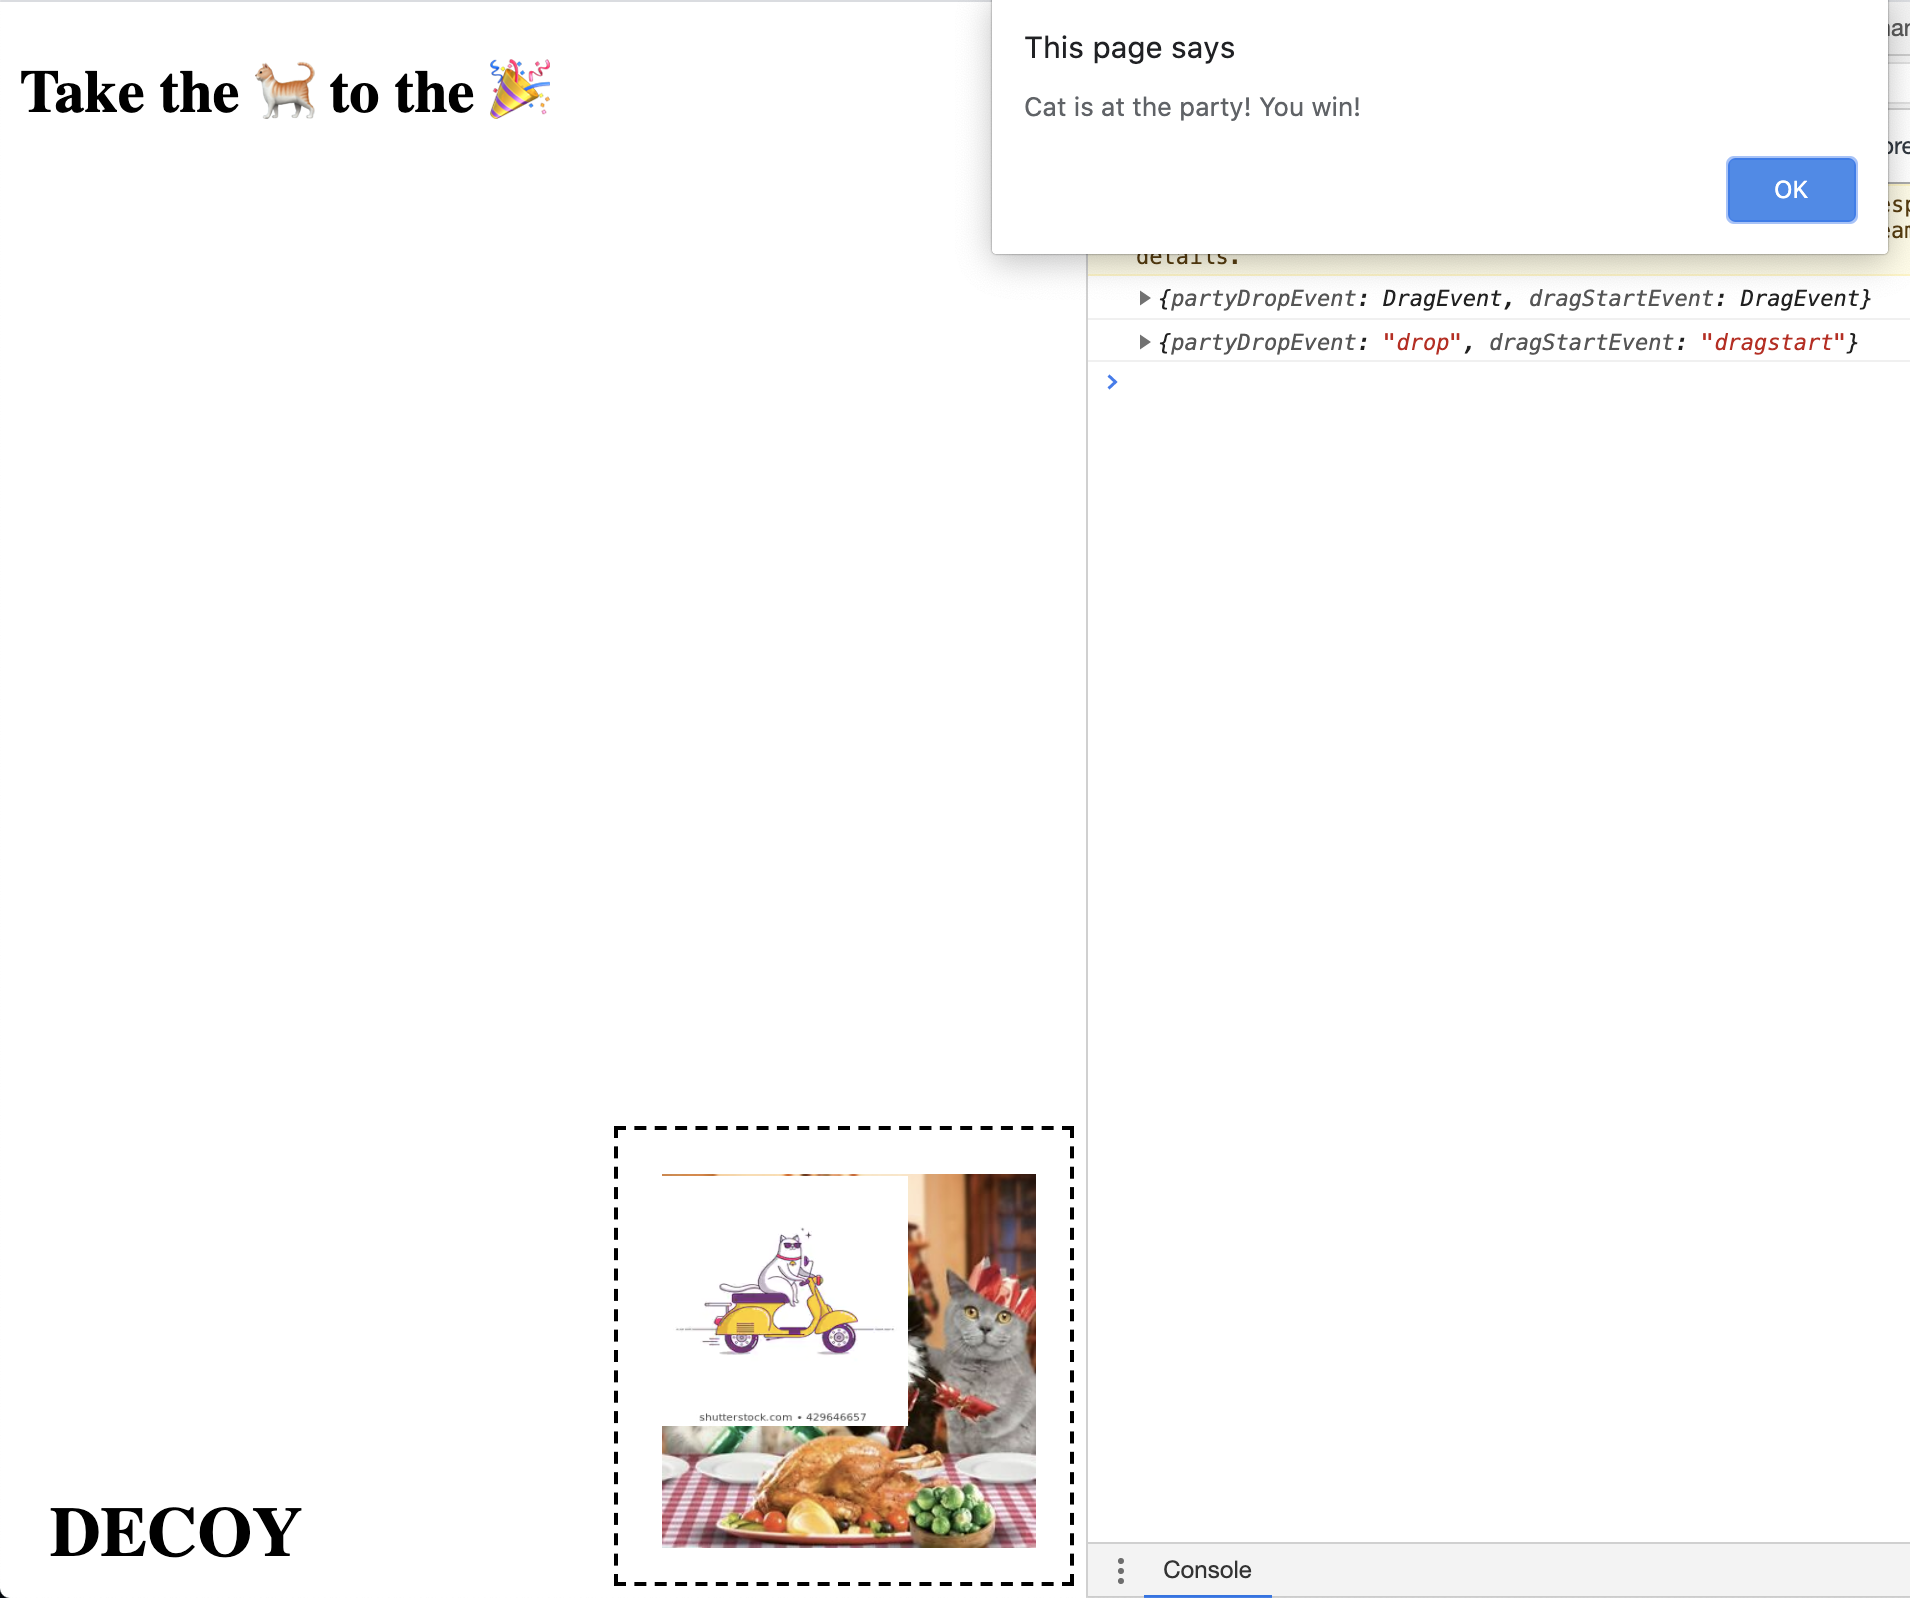 Take the 🐈 to the 🎉
This page says
Cat is at the party! You win!
OK
details.
{partyDropEvent: DragEvent, dragStartEvent: DragEvent}
{partyDropEvent: "drop", dragStartEvent: "dragstart"}
shutterstock.com • 429646657
DECOY
Console